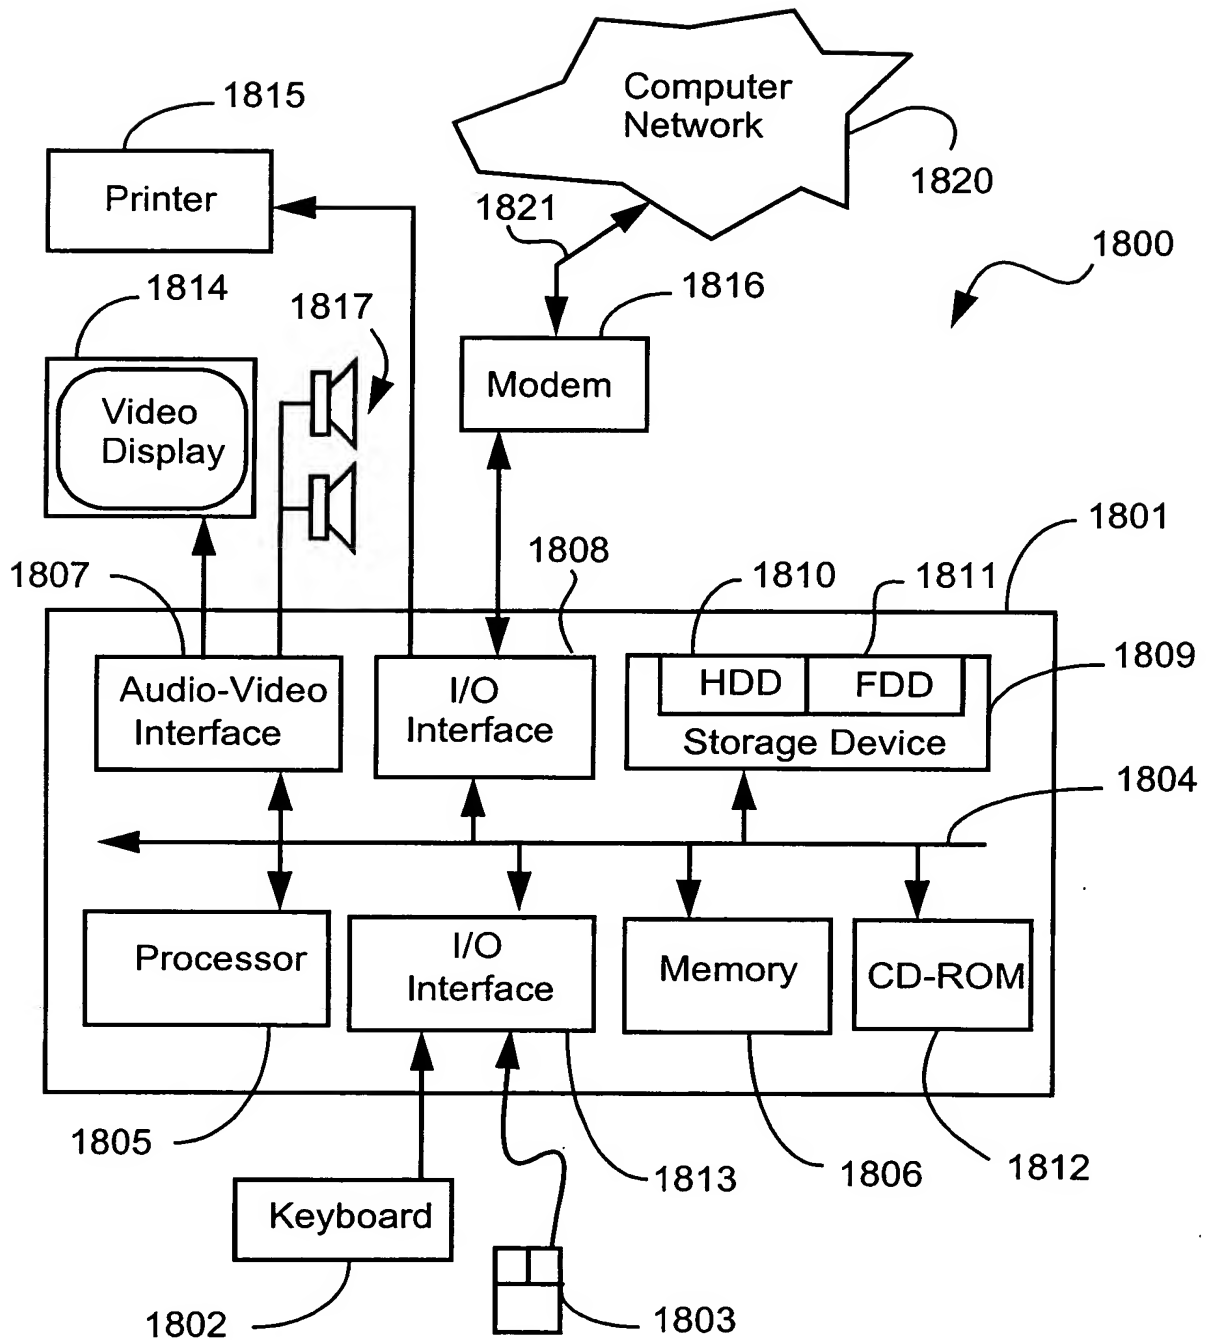 Computer
Network
1815
Printer
1820
1821
1800
1814
1817
1816
Video
Display
Modem
1801
1807
1808
1810
1811
Audio-Video
Interface
I/O
Interface
HDD
FDD
Storage Device
1809
1804
Processor
I/O
Interface
Memory
CD-ROM
1805
1813
1806
1812
Keyboard
1802
1803